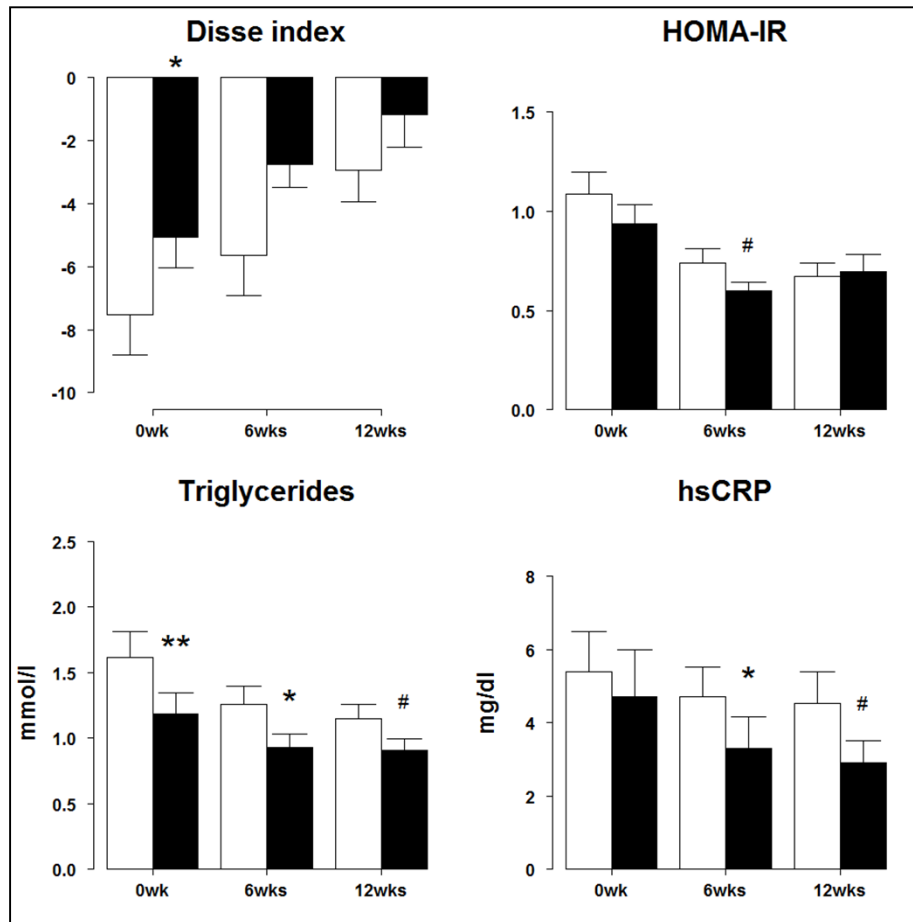 Disse index
*
0
-2
-4
-6
-8
-10
0wk 6wks 12wks
HOMA-IR
1.5
1.0
0.5
0.0
#
0wk 6wks 12wks
Triglycerides
mmol/l
2.5
2.0
1.5
1.0
0.5
0.0
** * #
0wk 6wks 12wks
hsCRP
mg/dl
8
6
4
2
0
* #
0wk 6wks 12wks